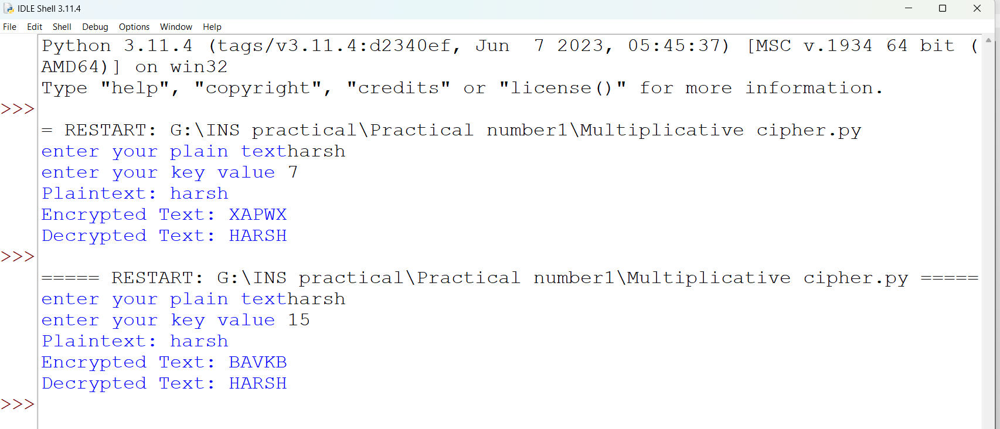 IDLE Shell 3.11.4
File Edit Shell Debug Options Window Help
Python 3.11.4 (tags/v3.11.4:d2340ef, Jun  7 2023, 05:45:37) [MSC v.1934 64 bit (
AMD64)] on win32
Type "help", "copyright", "credits" or "license()" for more information.
>>>
= RESTART: G:\INS practical\Practical number1\Multiplicative cipher.py
enter your plain textharsh
enter your key value 7
Plaintext: harsh
Encrypted Text: XAPWX
Decrypted Text: HARSH
>>>
===== RESTART: G:\INS practical\Practical number1\Multiplicative cipher.py =====
enter your plain textharsh
enter your key value 15
Plaintext: harsh
Encrypted Text: BAVKB
Decrypted Text: HARSH
>>>